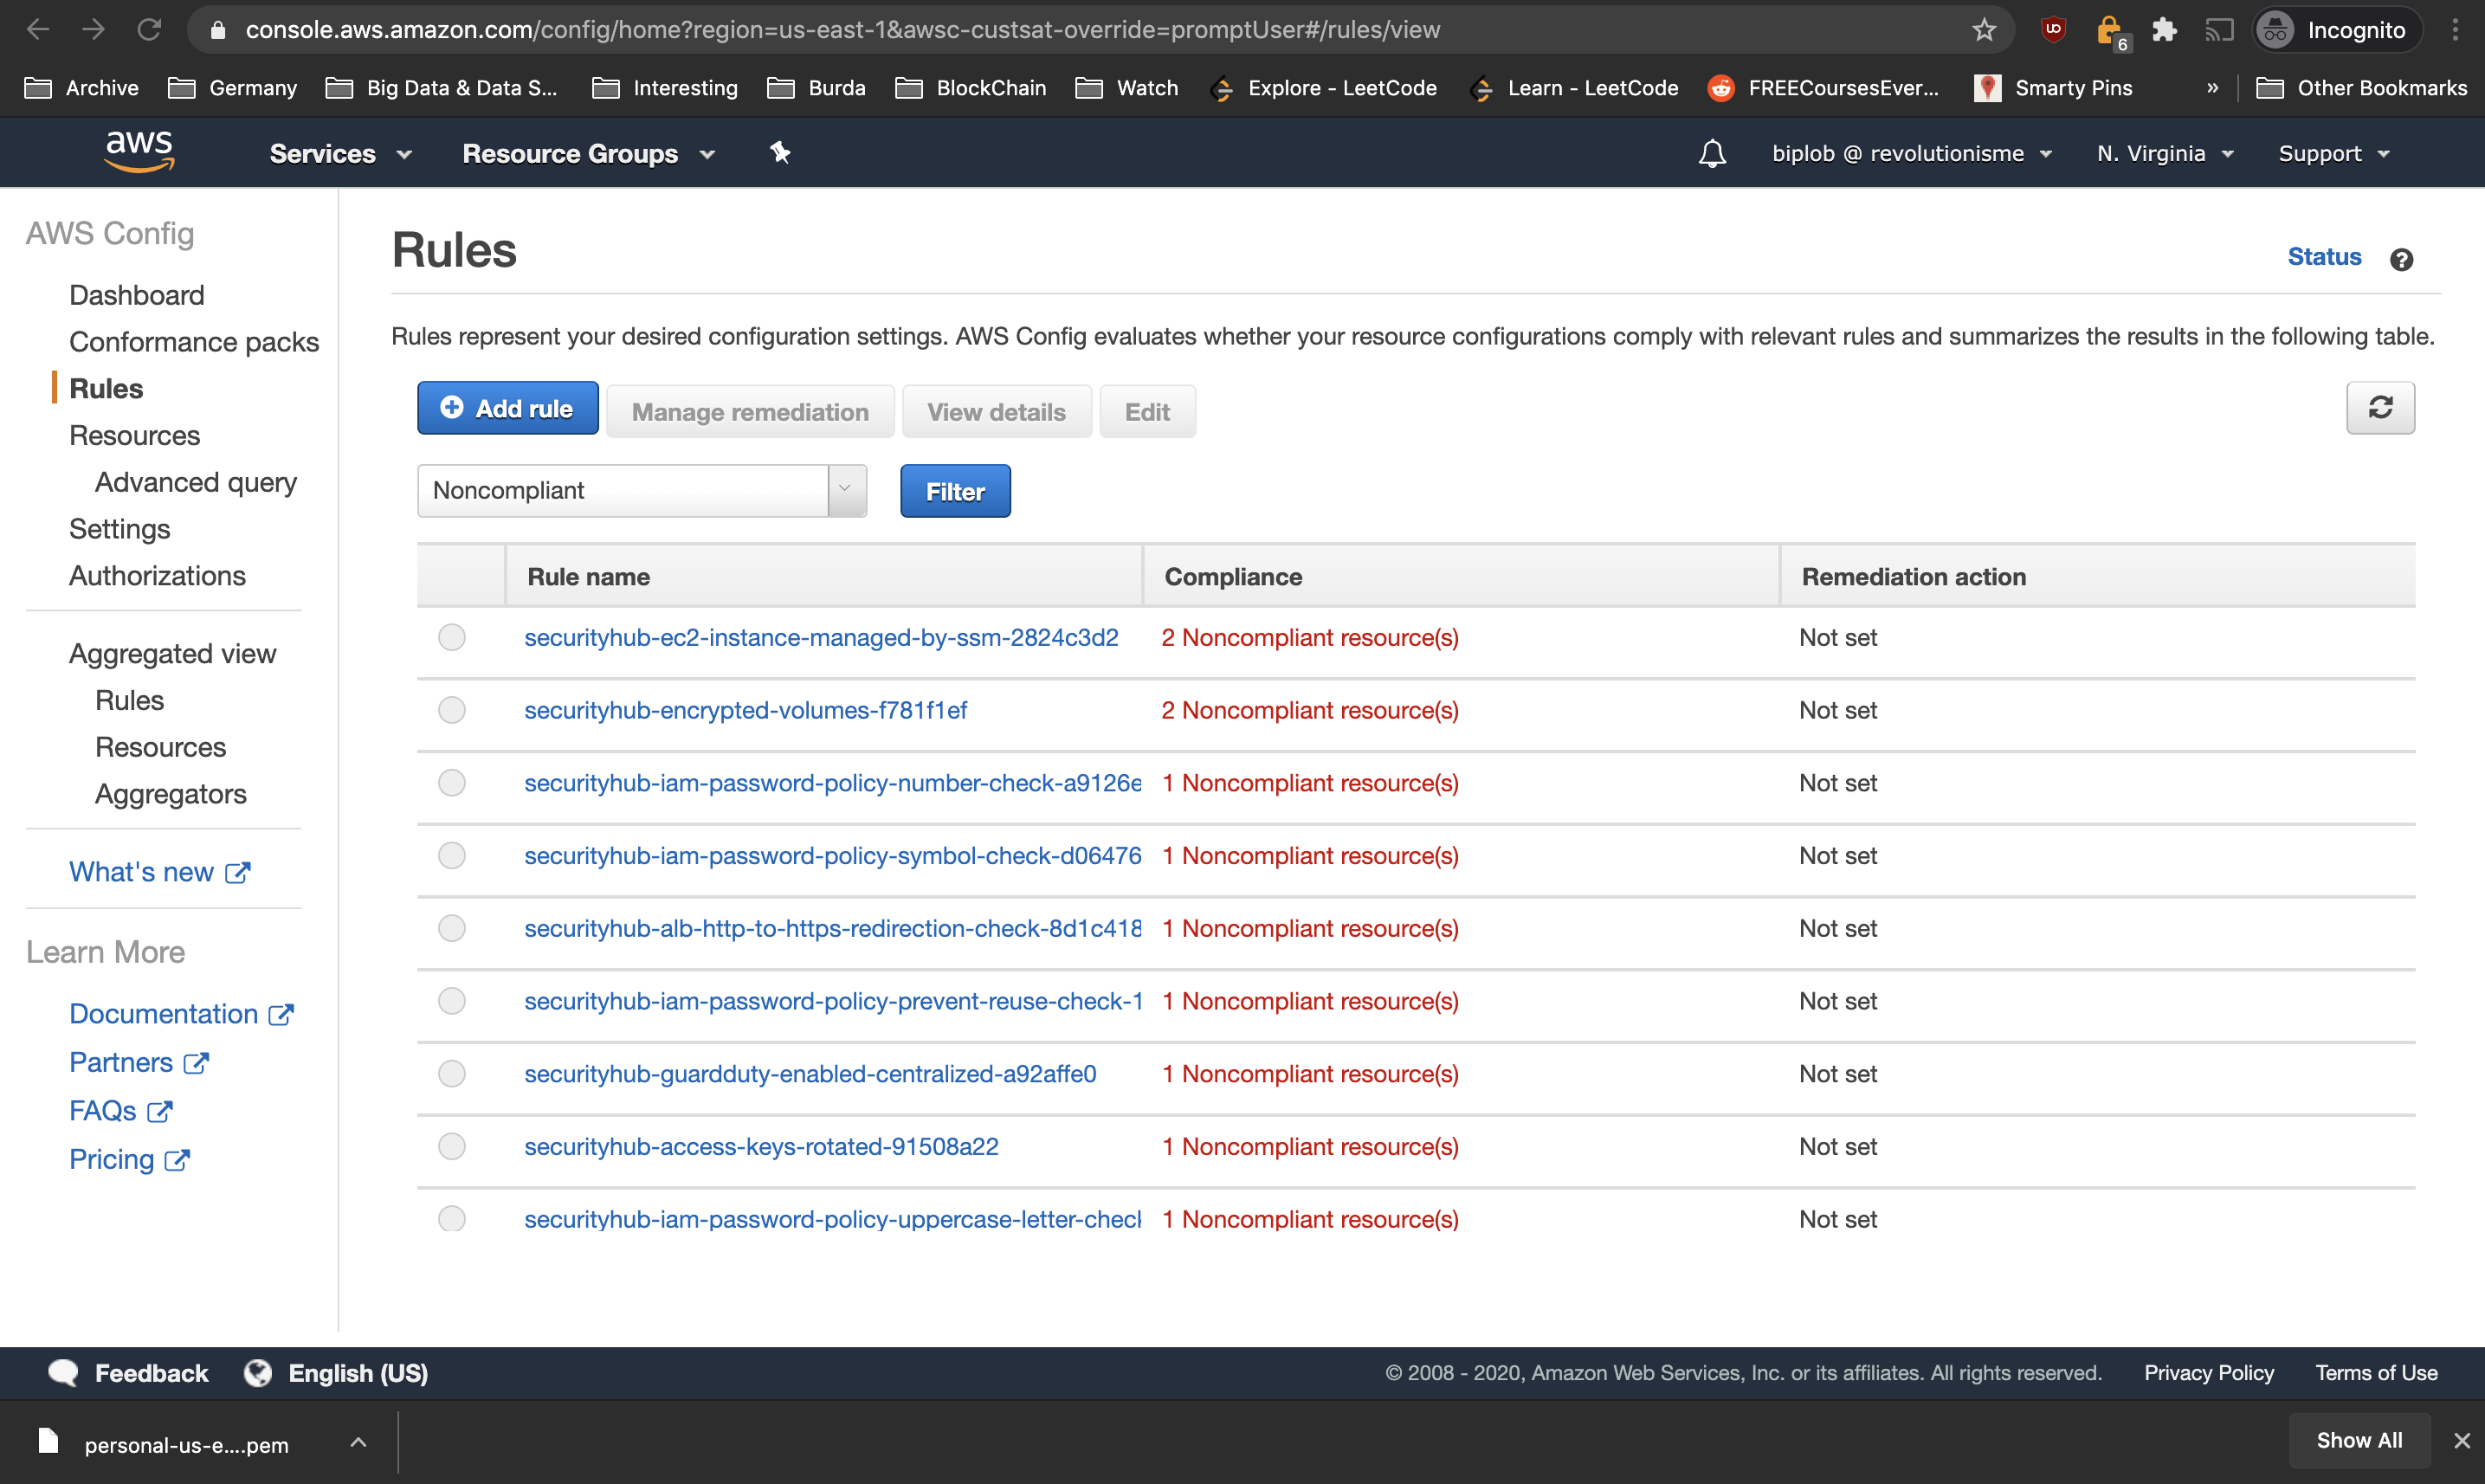 console.aws.amazon.com/config/home?region=us-east-1&awsc-custsat-override=promptUser#/rules/view
6
Incognito
Archive
Germany
Big Data & Data S...
Interesting
Burda
BlockChain
Watch
Explore - LeetCode
Learn - LeetCode
FREECoursesEver...
Smarty Pins
»
Other Bookmarks
aws
Services
Resource Groups
biplob @ revolutionisme
N. Virginia
Support
AWS Config
Dashboard
Conformance packs
Rules
Resources
Advanced query
Settings
Authorizations
Aggregated view
Rules
Resources
Aggregators
What's new
Learn More
Documentation
Partners
FAQs
Pricing
Rules
Status
Rules represent your desired configuration settings. AWS Config evaluates whether your resource configurations comply with relevant rules and summarizes the results in the following table.
Add rule
Manage remediation
View details
Edit
Noncompliant
Filter
Rule name Compliance Remediation action
securityhub-ec2-instance-managed-by-ssm-2824c3d2 2 Noncompliant resource(s) Not set
securityhub-encrypted-volumes-f781f1ef 2 Noncompliant resource(s) Not set
securityhub-iam-password-policy-number-check-a9126e 1 Noncompliant resource(s) Not set
securityhub-iam-password-policy-symbol-check-d06476 1 Noncompliant resource(s) Not set
securityhub-alb-http-to-https-redirection-check-8d1c418 1 Noncompliant resource(s) Not set
securityhub-iam-password-policy-prevent-reuse-check-1 1 Noncompliant resource(s) Not set
securityhub-guardduty-enabled-centralized-a92affe0 1 Noncompliant resource(s) Not set
securityhub-access-keys-rotated-91508a22 1 Noncompliant resource(s) Not set
securityhub-iam-password-policy-uppercase-letter-check 1 Noncompliant resource(s) Not set
Feedback
English (US)
© 2008 - 2020, Amazon Web Services, Inc. or its affiliates. All rights reserved.
Privacy Policy
Terms of Use
personal-us-e....pem
Show All